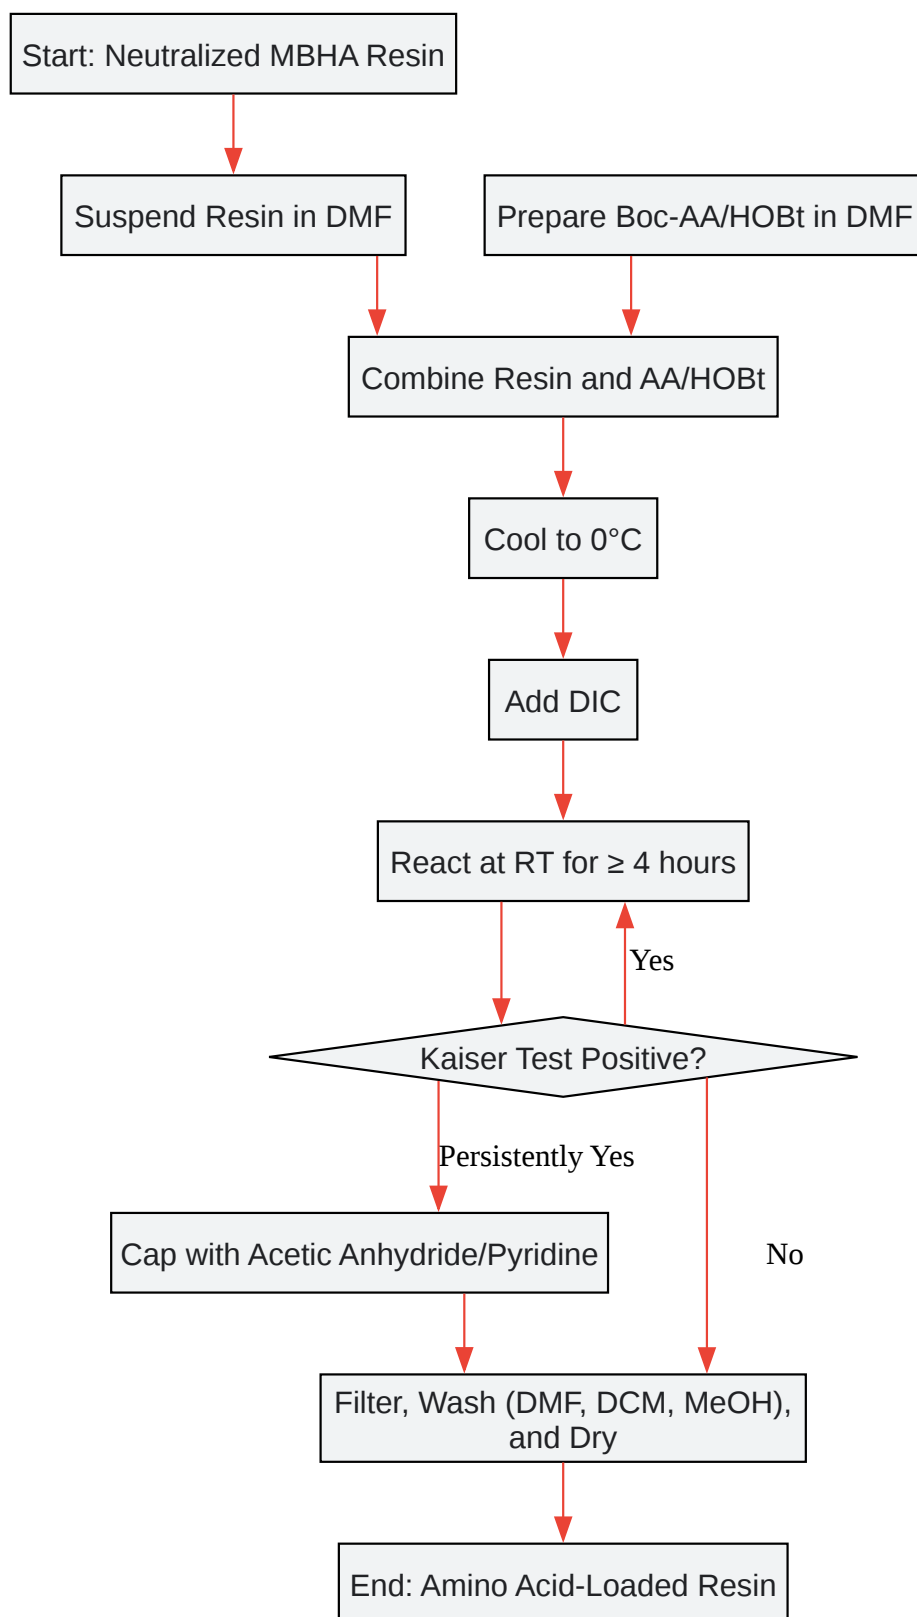 Start: Neutralized MBHA Resin
Suspend Resin in DMF
Prepare Boc-AA/HOBt in DMF
Combine Resin and AA/HOBt
Cool to 0°C
Add DIC
React at RT for ≥ 4 hours
Yes
Kaiser Test Positive?
Persistently Yes
Cap with Acetic Anhydride/Pyridine
No
Filter, Wash (DMF, DCM, MeOH),
and Dry
End: Amino Acid-Loaded Resin